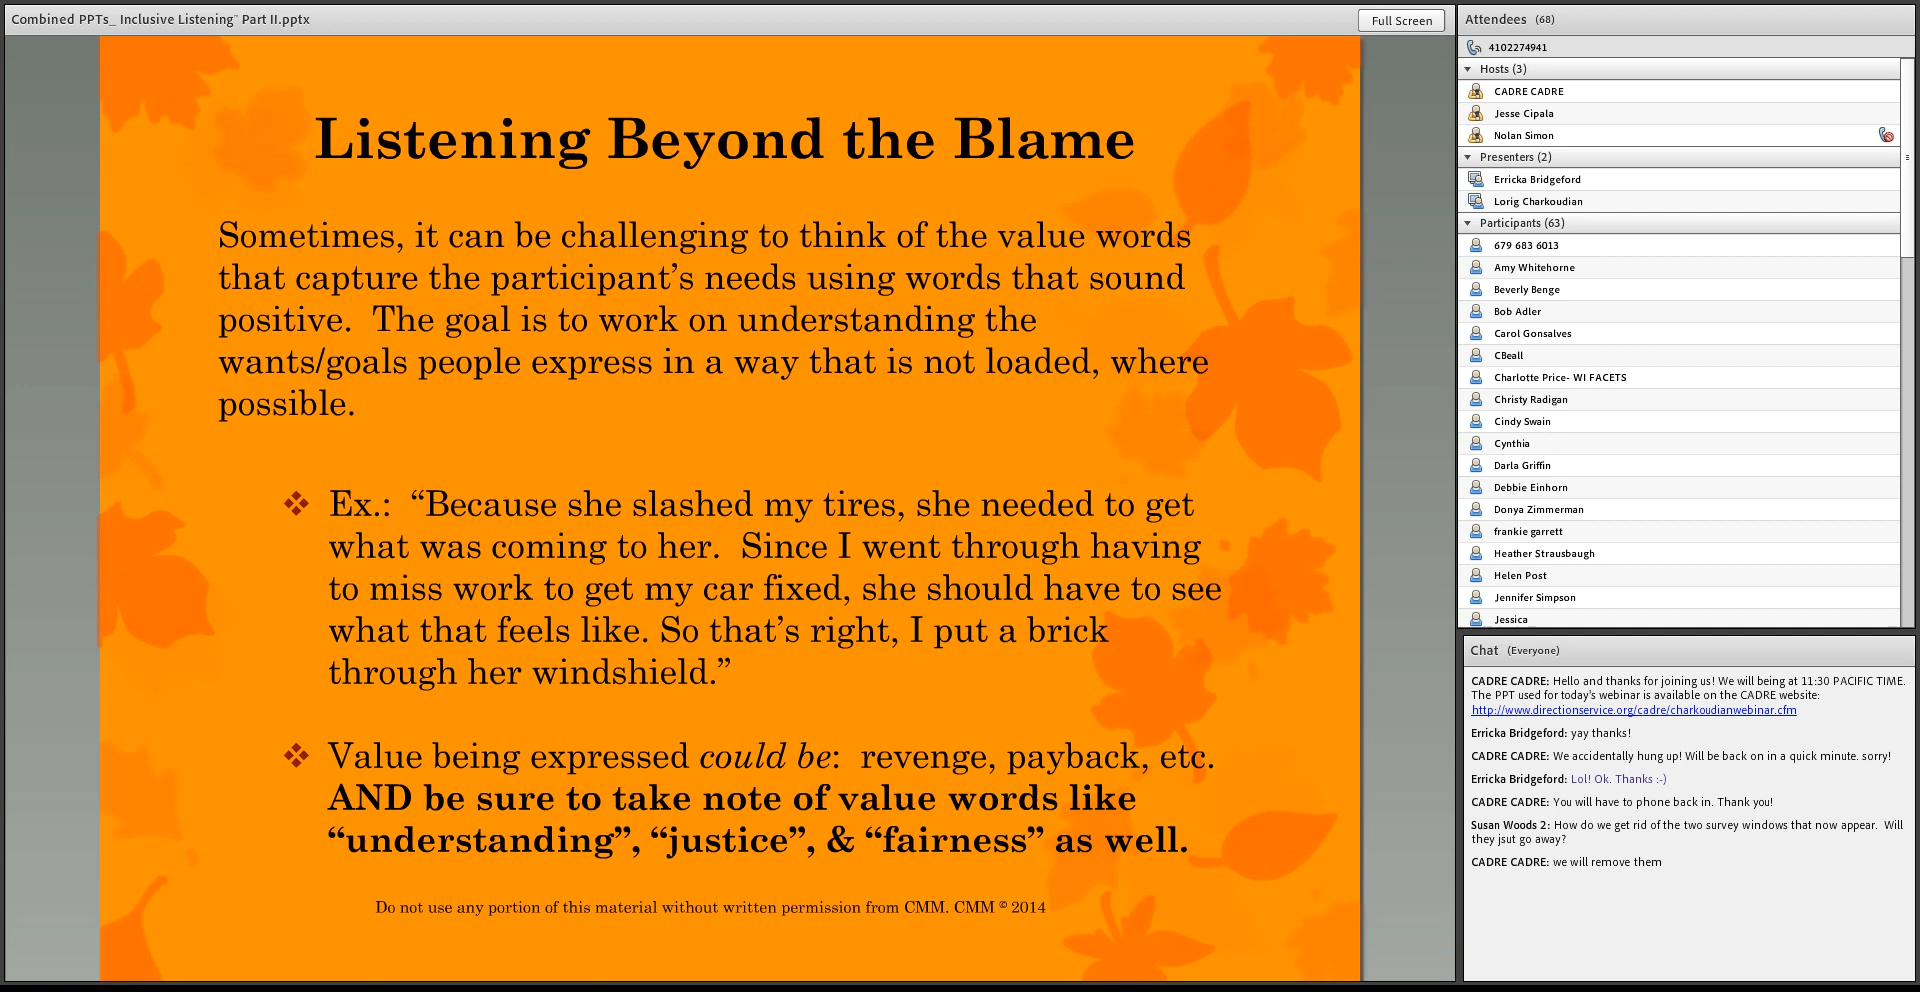 Combined PPTs_ Inclusive Listening™ Part II.pptx
Full Screen
Listening Beyond the Blame
Sometimes, it can be challenging to think of the value words
that capture the participant’s needs using words that sound
positive.  The goal is to work on understanding the
wants/goals people express in a way that is not loaded, where
possible.
❖ Ex.:  “Because she slashed my tires, she needed to get
what was coming to her.  Since I went through having
to miss work to get my car fixed, she should have to see
what that feels like. So that’s right, I put a brick
through her windshield.”
❖ Value being expressed could be:  revenge, payback, etc.
AND be sure to take note of value words like
“understanding”, “justice”, & “fairness” as well.
Do not use any portion of this material without written permission from CMM. CMM © 2014
Attendees (68)
4102274941
Hosts (3)
CADRE CADRE
Jesse Cipala
Nolan Simon
Presenters (2)
Erricka Bridgeford
Lorig Charkoudian
Participants (63)
679 683 6013
Amy Whitehorne
Beverly Benge
Bob Adler
Carol Gonsalves
CBeall
Charlotte Price- WI FACETS
Christy Radigan
Cindy Swain
Cynthia
Darla Griffin
Debbie Einhorn
Donya Zimmerman
frankie garrett
Heather Strausbaugh
Helen Post
Jennifer Simpson
Jessica
Chat (Everyone)
CADRE CADRE: Hello and thanks for joining us! We will being at 11:30 PACIFIC TIME.
The PPT used for today's webinar is available on the CADRE website:
http://www.directionservice.org/cadre/charkoudianwebinar.cfm
Erricka Bridgeford: yay thanks!
CADRE CADRE: We accidentally hung up! Will be back on in a quick minute. sorry!
Erricka Bridgeford: Lol! Ok. Thanks :-)
CADRE CADRE: You will have to phone back in. Thank you!
Susan Woods 2: How do we get rid of the two survey windows that now appear.  Will
they jsut go away?
CADRE CADRE: we will remove them